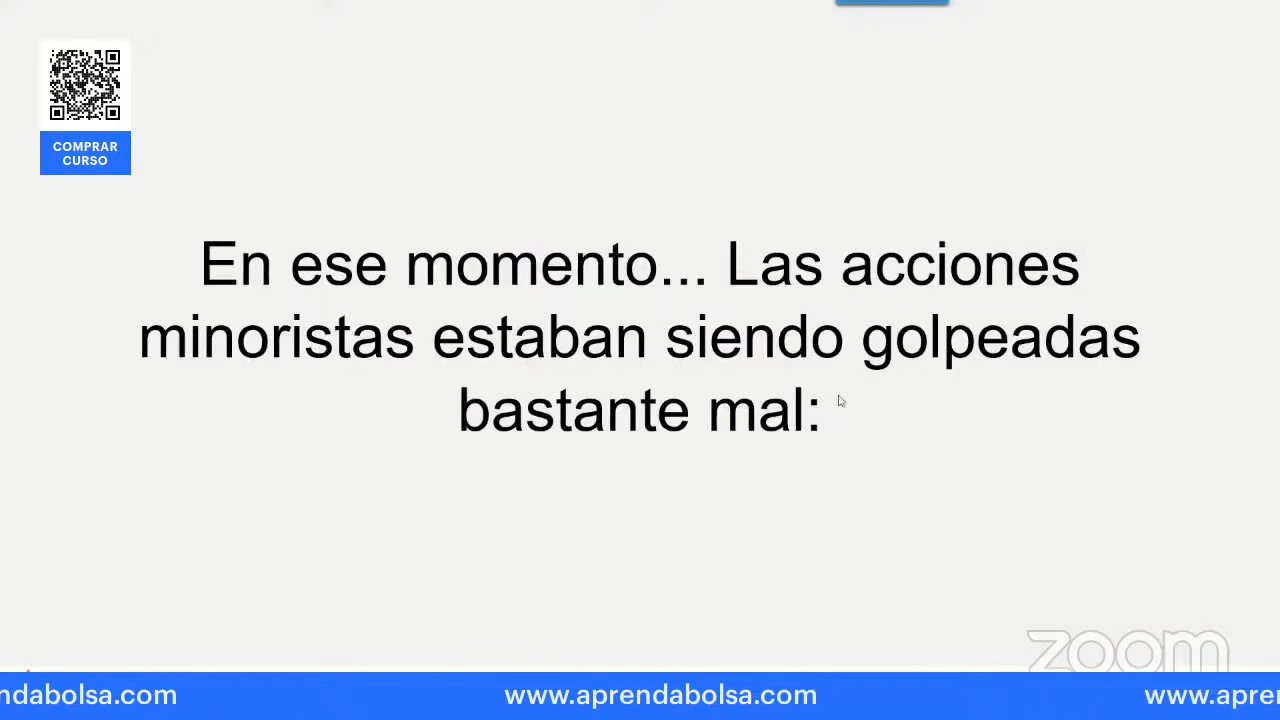 COMPRAR
CURSO
En ese momento... Las acciones
minoristas estaban siendo golpeadas
bastante mal:
zoom
ndabolsa.com www.aprendabolsa.com www.apren